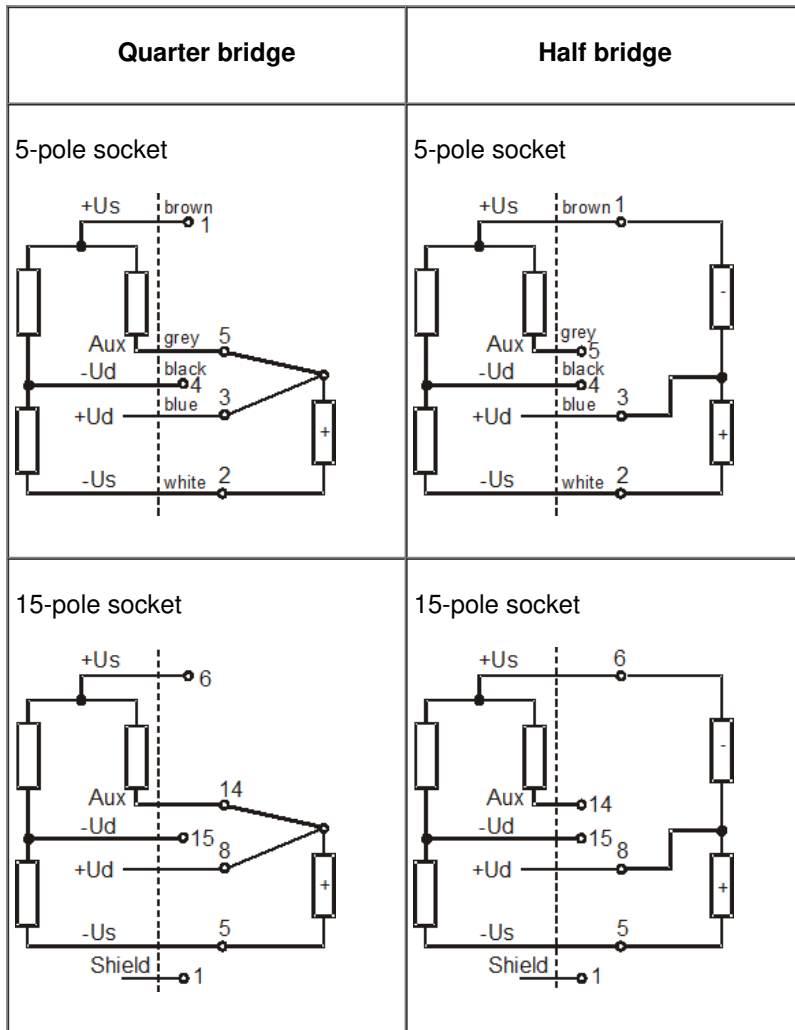 Quarter bridge
Half bridge
5-pole socket
+Us brown
1
Aux grey 5
-Ud black
4
+Ud blue 3
+
-Us white 2
5-pole socket
+Us brown 1
-
grey
Aux 5
-Ud black
4
+Ud blue 3
+
-Us white 2
15-pole socket
+Us
6
Aux 14
-Ud 15
+Ud 8
+
-Us 5
Shield 1
15-pole socket
+Us 6
-
Aux 14
-Ud 15
+Ud 8
+
-Us 5
Shield 1